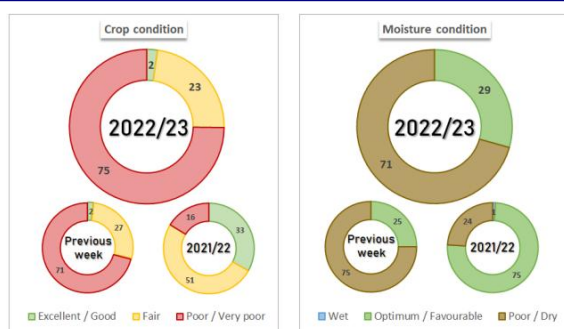 Crop condition
2
23
75
2022/23
2
27
71
Previous
week
33
51
16
2021/22
Excellent / Good
Fair
Poor / Very poor
Moisture condition
29
71
2022/23
25
75
Previous
week
1
24
75
2021/22
Wet
Optimum / Favourable
Poor / Dry